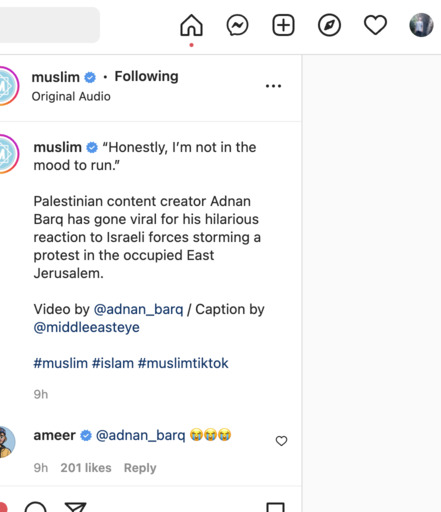 muslim • Following
Original Audio
muslim “Honestly, I’m not in the
mood to run.”
Palestinian content creator Adnan
Barq has gone viral for his hilarious
reaction to Israeli forces storming a
protest in the occupied East
Jerusalem.
Video by @adnan_barq / Caption by
@middleeasteye
#muslim #islam #muslimtiktok
9h
ameer @adnan_barq 😂😂😂
9h 201 likes Reply